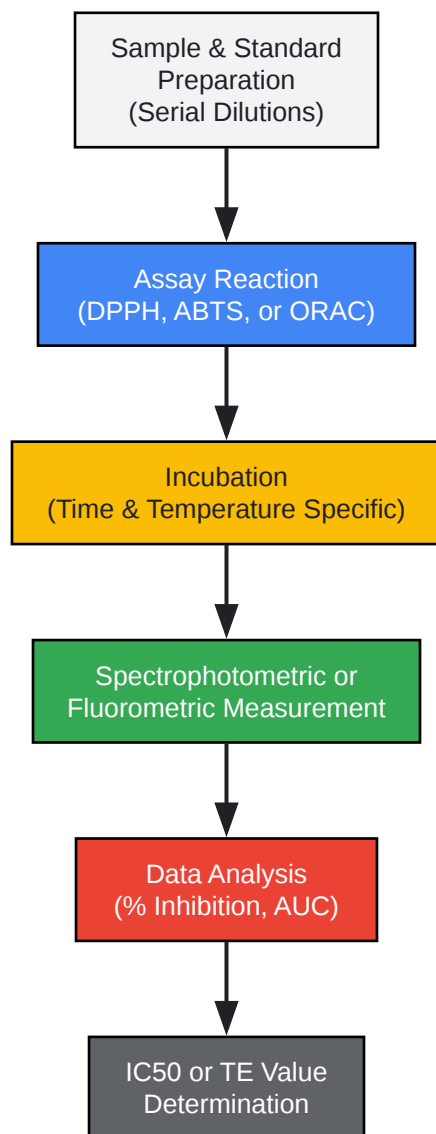 Sample & Standard
Preparation
(Serial Dilutions)
Assay Reaction
(DPPH, ABTS, or ORAC)
Incubation
(Time & Temperature Specific)
Spectrophotometric or
Fluorometric Measurement
Data Analysis
(% Inhibition, AUC)
IC50 or TE Value
Determination